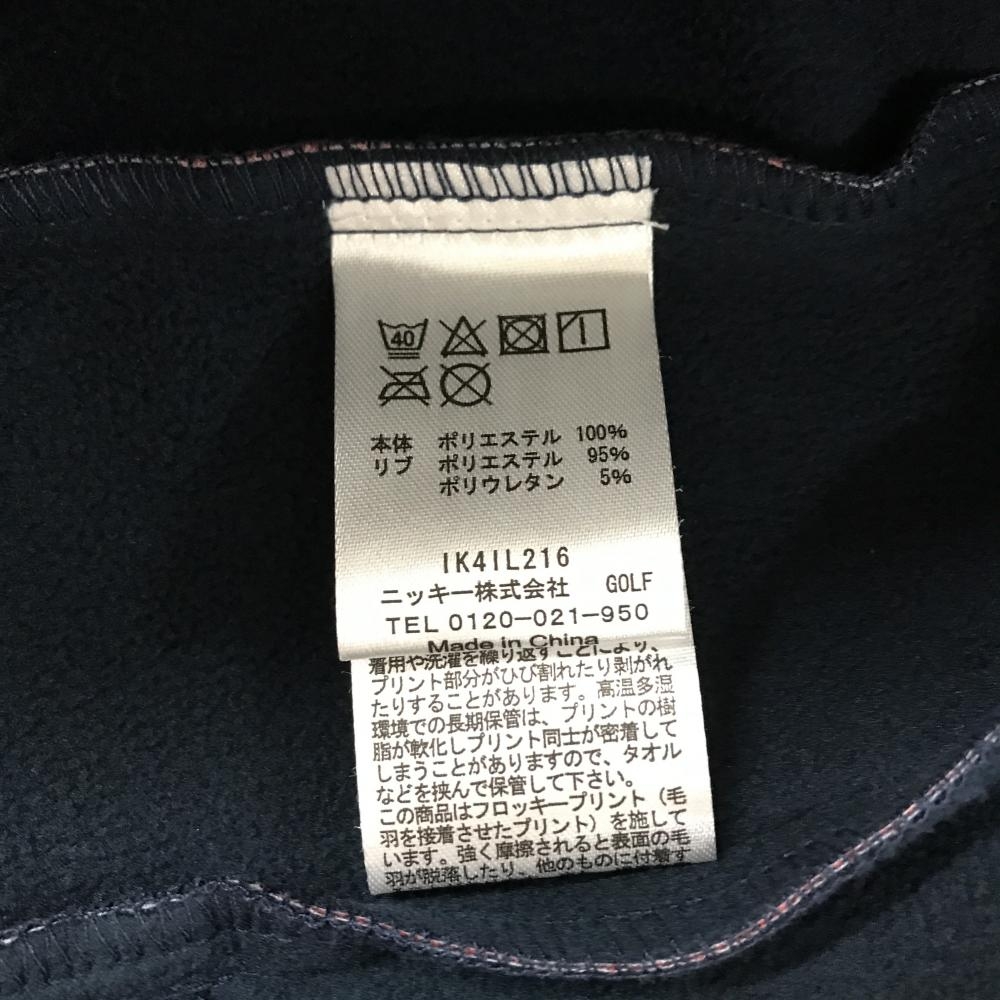 40
本体 ポリエステル 100%
リブ ポリエステル 95%
ポリウレタン 5%
IK4IL216
ニッキー株式会社 GOLF
TEL 0120-021-950
Made in China
着用や洗濯を繰り返すことにより、
プリント部分がひび割れたり剥がれ
たりすることがあります。高温多湿
環境での長期保管は、プリントの樹
脂が軟化しプリント同士が密着して
しまうことがありますので、タオル
などを挟んで保管して下さい。
この商品はフロッキープリント（毛
羽を接着させたプリント）を施して
います。強く摩擦されると表面の毛
羽が脱落したり、他のものに付着す